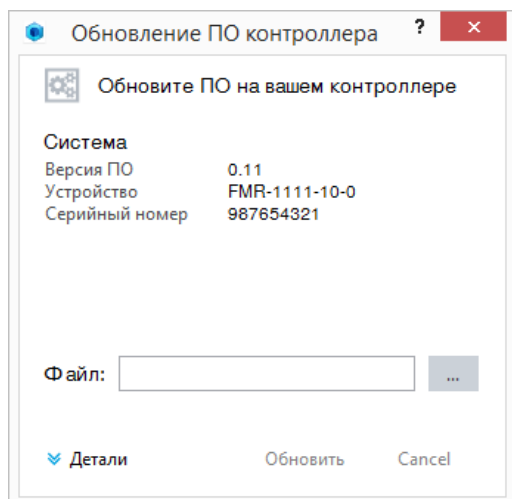 Обновление ПО контроллера ? ×
Обновите ПО на вашем контроллере
Система
Версия ПО 0.11
Устройство FMR-1111-10-0
Серийный номер 987654321
Файл: ...
Детали Обновить Cancel